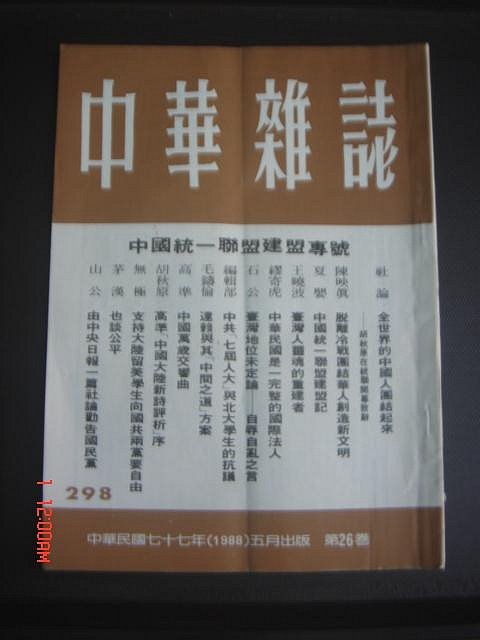 中華雜誌
中國統一聯盟建盟專號
社論 全世界的中國人團結起來
——胡秋原在統聯開幕致辭
陳映真 脫離冷戰團結華人創造新文明
夏嬰 中國統一聯盟建盟記
王曉波 臺灣人靈魂的重建者
繆寄虎 中華民國是一完整的國際法人
石公 臺灣地位未定論——自辱自亂之言
編輯部 中共「七屆人大」與北大學生的抗議
毛鑄倫 達賴與其「中間之道」方案
高準 中國萬歲交響曲
胡秋原 高準「中國大陸新詩評析」序
無極 支持大陸留美學生向國共兩黨要自由
茅漢 也談公平
山公 由中央日報一篇社論勸告國民黨
298
中華民國七十七年(1988)五月出版 第26卷
1 12:00AM